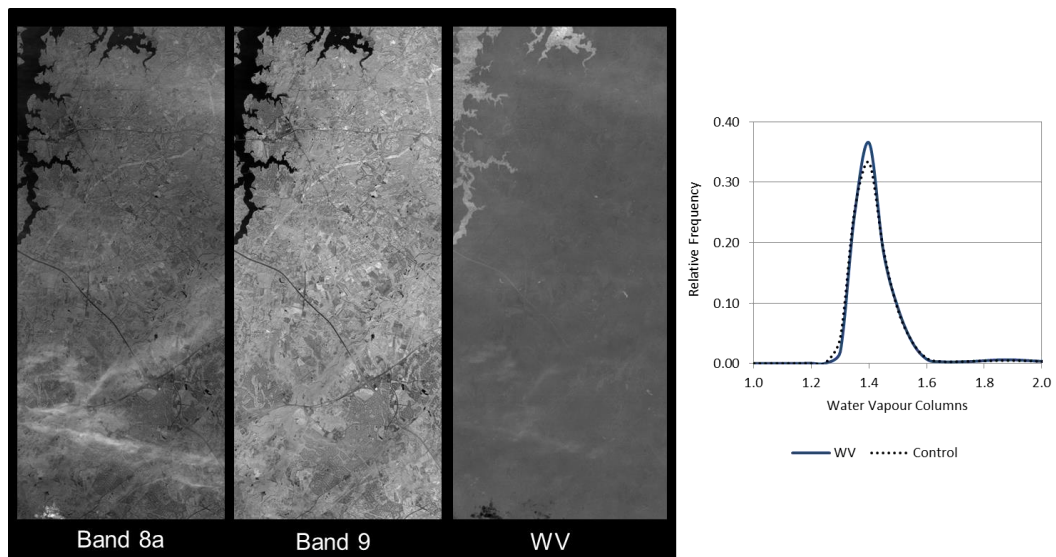 Band 8a
Band 9
WV
Relative Frequency
0.40
0.30
0.20
0.10
0.00
1.0 1.2 1.4 1.6 1.8 2.0
Water Vapour Columns
WV Control